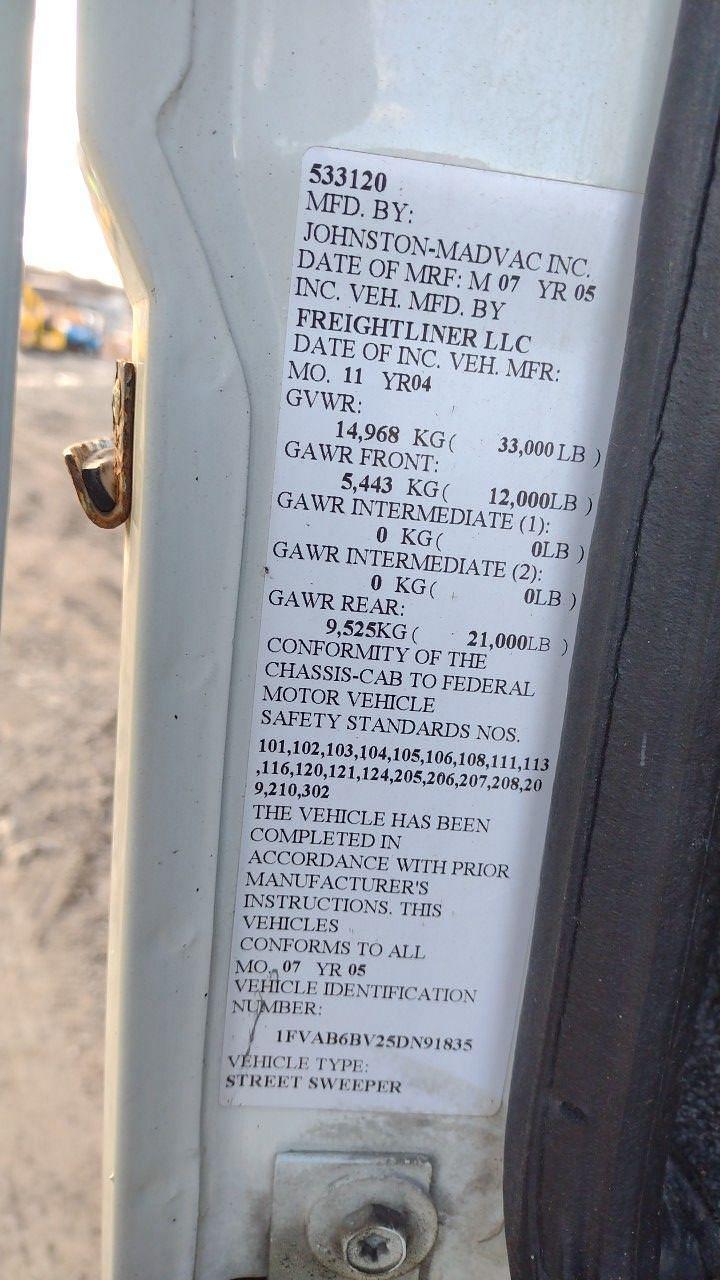 533120
MFD. BY:
JOHNSTON-MADVAC INC.
DATE OF MRF: M 07 YR 05
INC. VEH. MFD. BY
FREIGHTLINER LLC
DATE OF INC. VEH. MFR:
MO. 11 YR04
GVWR:
14,968 KG( 33,000 LB )
GAWR FRONT:
5,443 KG( 12,000LB )
GAWR INTERMEDIATE (1):
0 KG( 0LB )
GAWR INTERMEDIATE (2):
0 KG( 0LB )
GAWR REAR:
9,525KG( 21,000LB )
CONFORMITY OF THE
CHASSIS-CAB TO FEDERAL
MOTOR VEHICLE
SAFETY STANDARDS NOS.
101,102,103,104,105,106,108,111,113
,116,120,121,124,205,206,207,208,20
9,210,302
THE VEHICLE HAS BEEN
COMPLETED IN
ACCORDANCE WITH PRIOR
MANUFACTURER'S
INSTRUCTIONS. THIS
VEHICLES
CONFORMS TO ALL
MO. 07 YR 05
VEHICLE IDENTIFICATION
NUMBER:
1FVAB6BV25DN91835
VEHICLE TYPE:
STREET SWEEPER